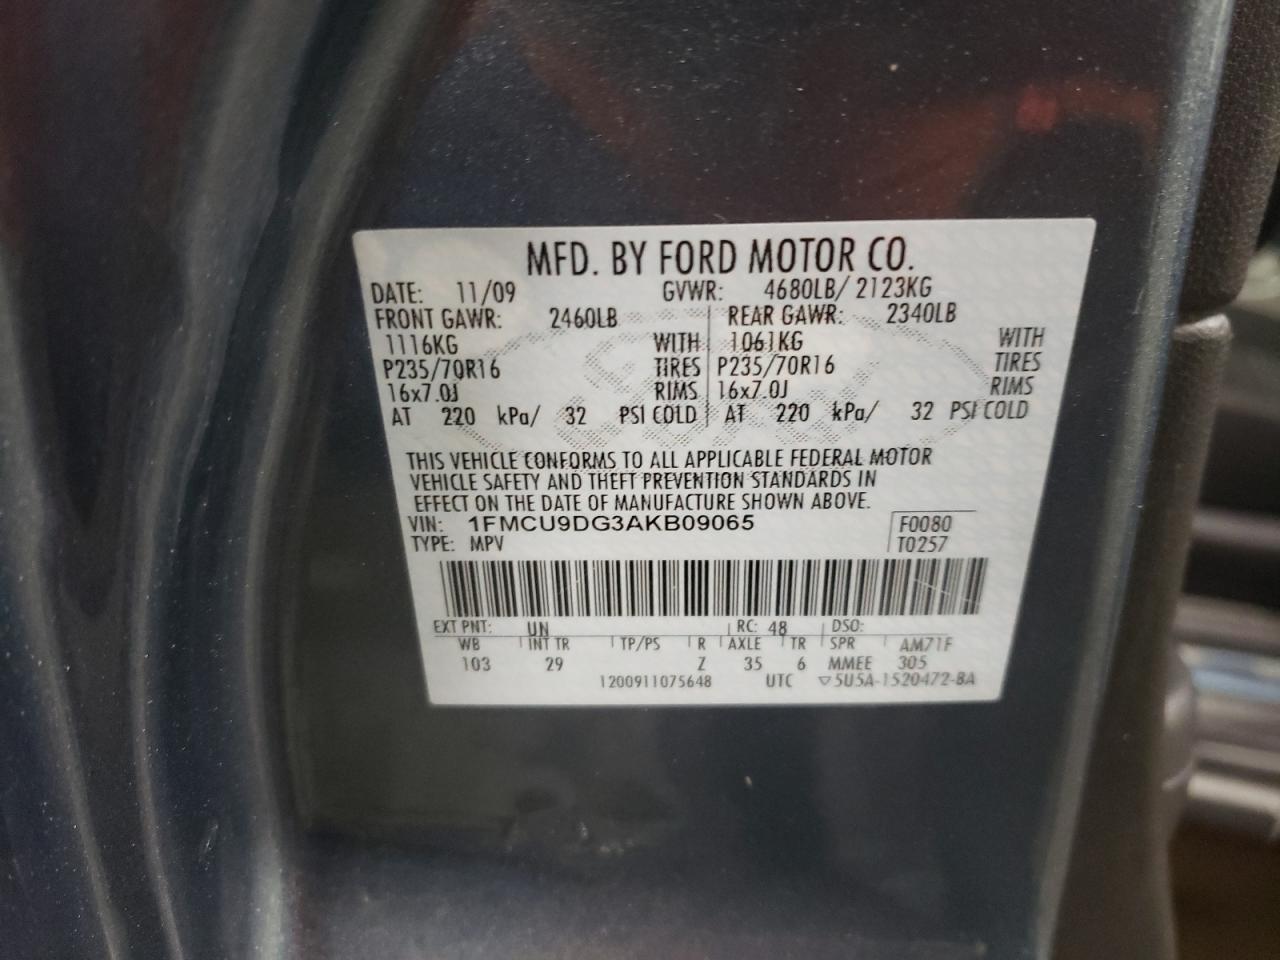 MFD. BY FORD MOTOR CO.
DATE: 11/09 GVWR: 4680LB/ 2123KG
FRONT GAWR: 2460LB REAR GAWR: 2340LB
1116KG WITH 1061KG WITH
P235/70R16 TIRES P235/70R16 TIRES
16x7.0J RIMS 16x7.0J RIMS
AT 220 kPa/ 32 PSI COLD AT 220 kPa/ 32 PSI COLD
THIS VEHICLE CONFORMS TO ALL APPLICABLE FEDERAL MOTOR
VEHICLE SAFETY AND THEFT PREVENTION STANDARDS IN
EFFECT ON THE DATE OF MANUFACTURE SHOWN ABOVE.
VIN: 1FMCU9DG3AKB09065 F0080
TYPE: MPV T0257
EXT PNT: UN RC: 48 DSO:
WB INT TR TP/PS R AXLE TR SPR AM71F
103 29 Z 35 6 MMEE 305
1200911075648 UTC ▽5U5A-1520472-BA